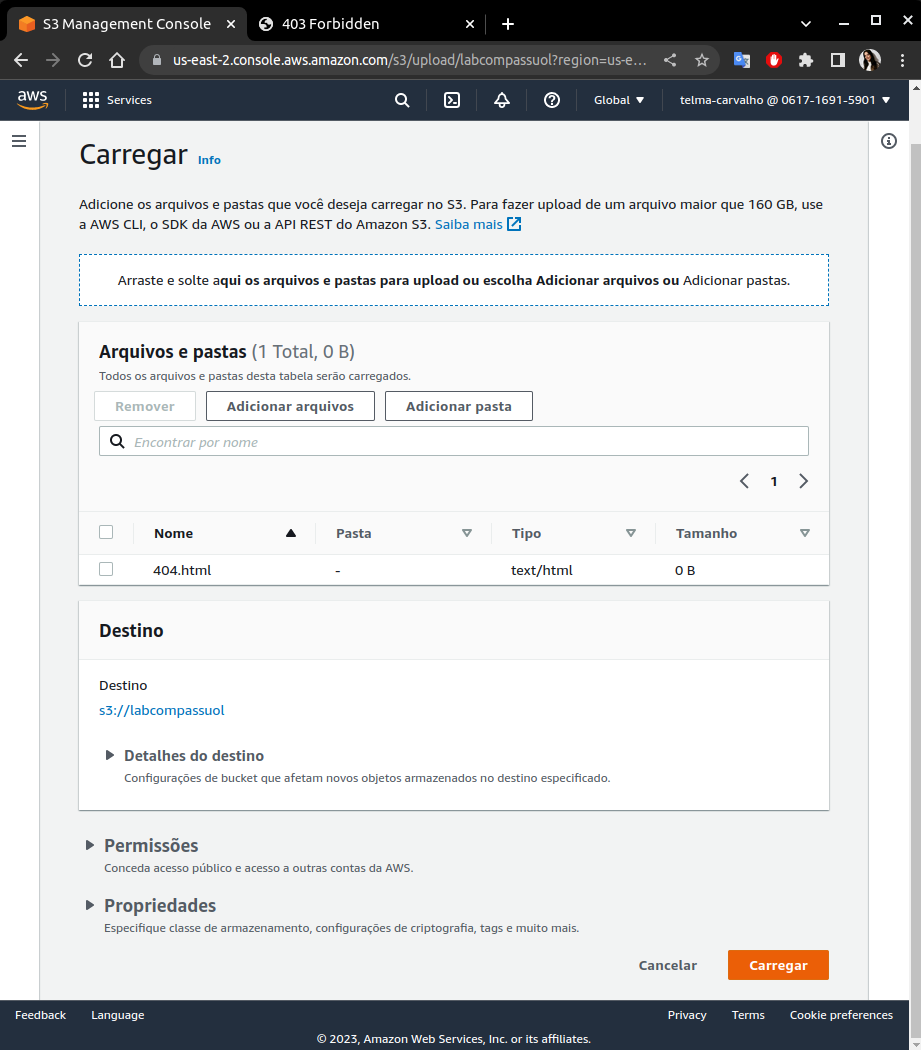 S3 Management Console
403 Forbidden
us-east-2.console.aws.amazon.com/s3/upload/labcompassuol?region=us-e...
aws
Services
Global
telma-carvalho @ 0617-1691-5901
Carregar Info
Adicione os arquivos e pastas que você deseja carregar no S3. Para fazer upload de um arquivo maior que 160 GB, use
a AWS CLI, o SDK da AWS ou a API REST do Amazon S3. Saiba mais
Arraste e solte aqui os arquivos e pastas para upload ou escolha Adicionar arquivos ou Adicionar pastas.
Arquivos e pastas (1 Total, 0 B)
Todos os arquivos e pastas desta tabela serão carregados.
Remover Adicionar arquivos Adicionar pasta
Encontrar por nome
1
Nome Pasta Tipo Tamanho
404.html - text/html 0 B
Destino
Destino
s3://labcompassuol
Detalhes do destino
Configurações de bucket que afetam novos objetos armazenados no destino especificado.
Permissões
Conceda acesso público e acesso a outras contas da AWS.
Propriedades
Especifique classe de armazenamento, configurações de criptografia, tags e muito mais.
Cancelar Carregar
Feedback Language Privacy Terms Cookie preferences
© 2023, Amazon Web Services, Inc. or its affiliates.